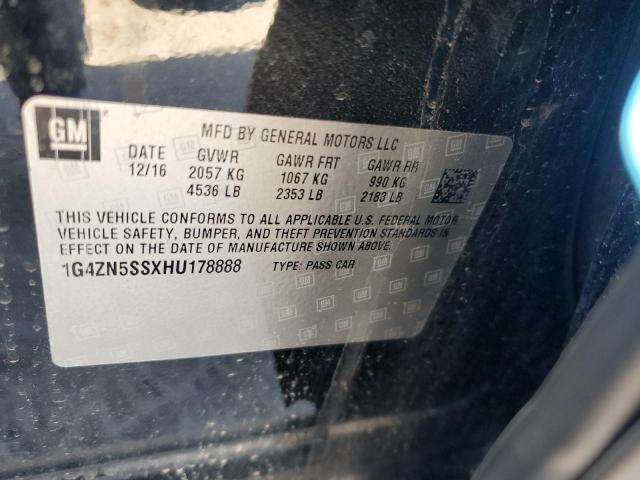 GM
MFD BY GENERAL MOTORS LLC
DATE GVWR GAWR FRT GAWR RR
12/16 2057 KG 1067 KG 990 KG
4536 LB 2353 LB 2183 LB
THIS VEHICLE CONFORMS TO ALL APPLICABLE U.S. FEDERAL MOTOR
VEHICLE SAFETY, BUMPER, AND THEFT PREVENTION STANDARDS IN
EFFECT ON THE DATE OF MANUFACTURE SHOWN ABOVE.
1G4ZN5SSXHU178888 TYPE: PASS CAR